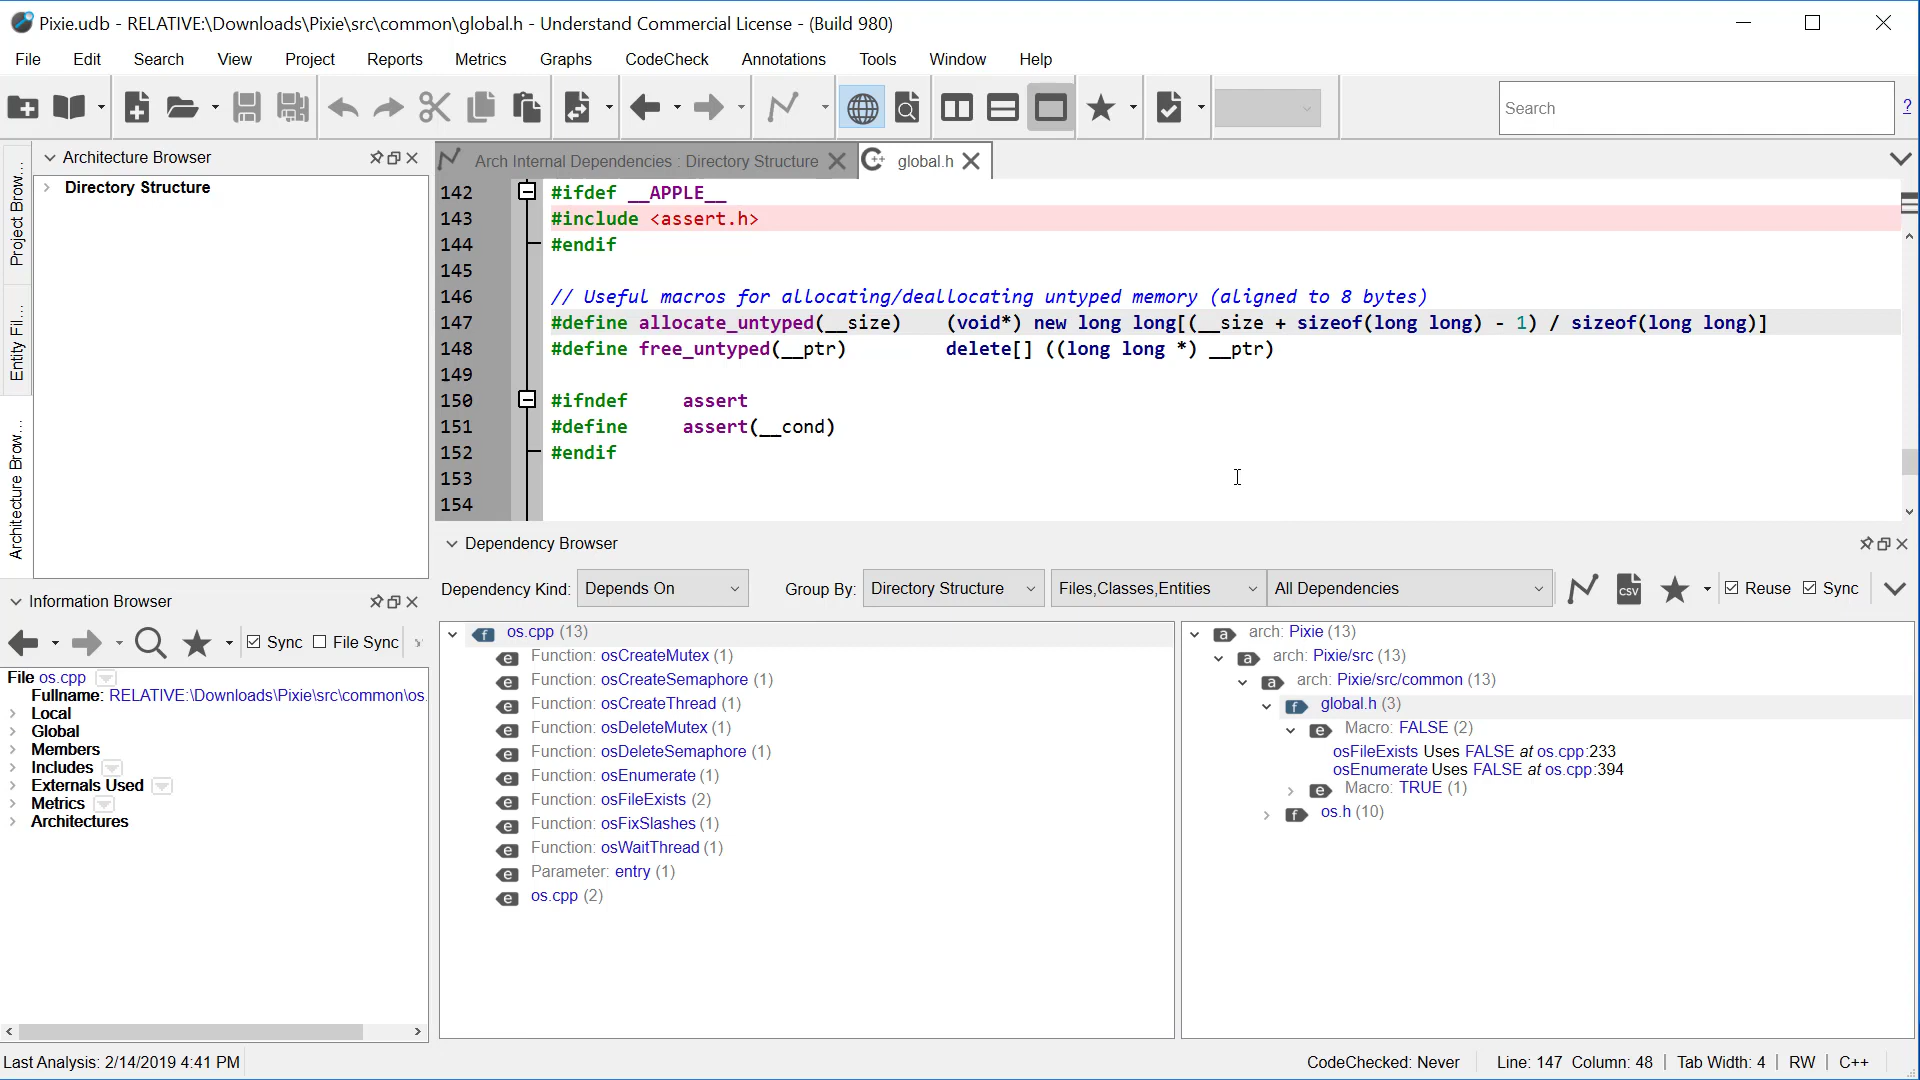 Pixie.udb - RELATIVE:\Downloads\Pixie\src\common\global.h - Understand Commercial License - (Build 980)
File Edit Search View Project Reports Metrics Graphs CodeCheck Annotations Tools Window Help
Search
?
Project Brow...
Entity Fil...
Architecture Brow...
Architecture Browser
Directory Structure
Arch Internal Dependencies : Directory Structure
global.h
142 #ifdef __APPLE__
143 #include <assert.h>
144 #endif
145
146 // Useful macros for allocating/deallocating untyped memory (aligned to 8 bytes)
147 #define allocate_untyped(__size) (void*) new long long[(__size + sizeof(long long) - 1) / sizeof(long long)]
148 #define free_untyped(__ptr) delete[] ((long long *) __ptr)
149
150 #ifndef assert
151 #define assert(__cond)
152 #endif
153
154
Information Browser
Sync File Sync
File os.cpp
Fullname: RELATIVE:\Downloads\Pixie\src\common\os.
Local
Global
Members
Includes
Externals Used
Metrics
Architectures
Dependency Browser
Dependency Kind: Depends On Group By: Directory Structure Files,Classes,Entities All Dependencies CSV Reuse Sync
f os.cpp (13)
e Function: osCreateMutex (1)
e Function: osCreateSemaphore (1)
e Function: osCreateThread (1)
e Function: osDeleteMutex (1)
e Function: osDeleteSemaphore (1)
e Function: osEnumerate (1)
e Function: osFileExists (2)
e Function: osFixSlashes (1)
e Function: osWaitThread (1)
e Parameter: entry (1)
e os.cpp (2)
a arch: Pixie (13)
a arch: Pixie/src (13)
a arch: Pixie/src/common (13)
f global.h (3)
e Macro: FALSE (2)
osFileExists Uses FALSE at os.cpp:233
osEnumerate Uses FALSE at os.cpp:394
e Macro: TRUE (1)
f os.h (10)
Last Analysis: 2/14/2019 4:41 PM
CodeChecked: Never Line: 147 Column: 48 Tab Width: 4 RW C++